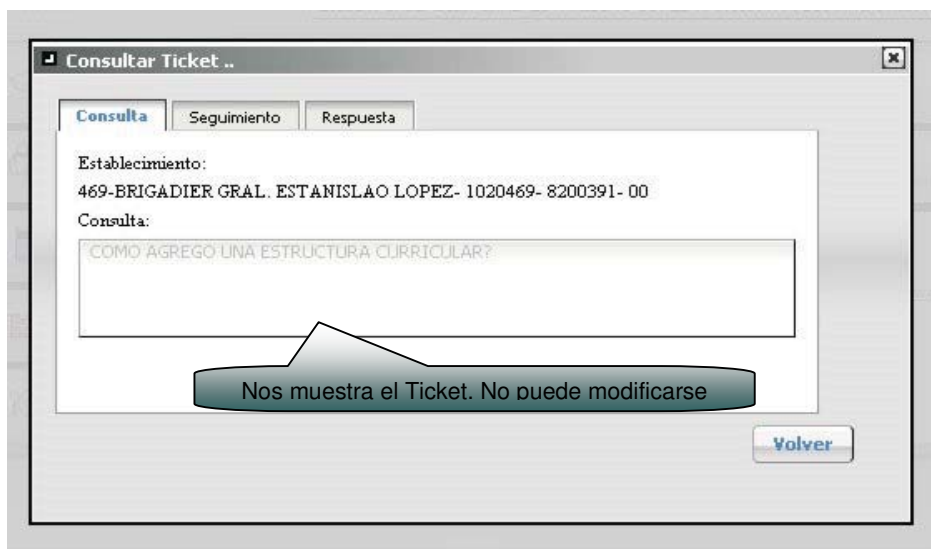 Consultar Ticket ..
Consulta Seguimiento Respuesta
Establecimiento:
469-BRIGADIER GRAL. ESTANISLAO LOPEZ- 1020469- 8200391- 00
Consulta:
COMO AGREGO UNA ESTRUCTURA CURRICULAR?
Nos muestra el Ticket. No puede modificarse
Volver